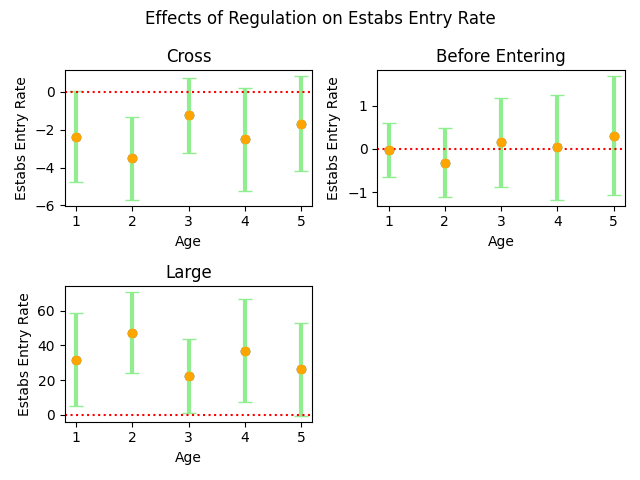 Effects of Regulation on Estabs Entry Rate
Cross
Estabs Entry Rate
0
−2
−4
−6
1 2 3 4 5
Age
Before Entering
Estabs Entry Rate
1
0
−1
1 2 3 4 5
Age
Large
Estabs Entry Rate
60
40
20
0
1 2 3 4 5
Age